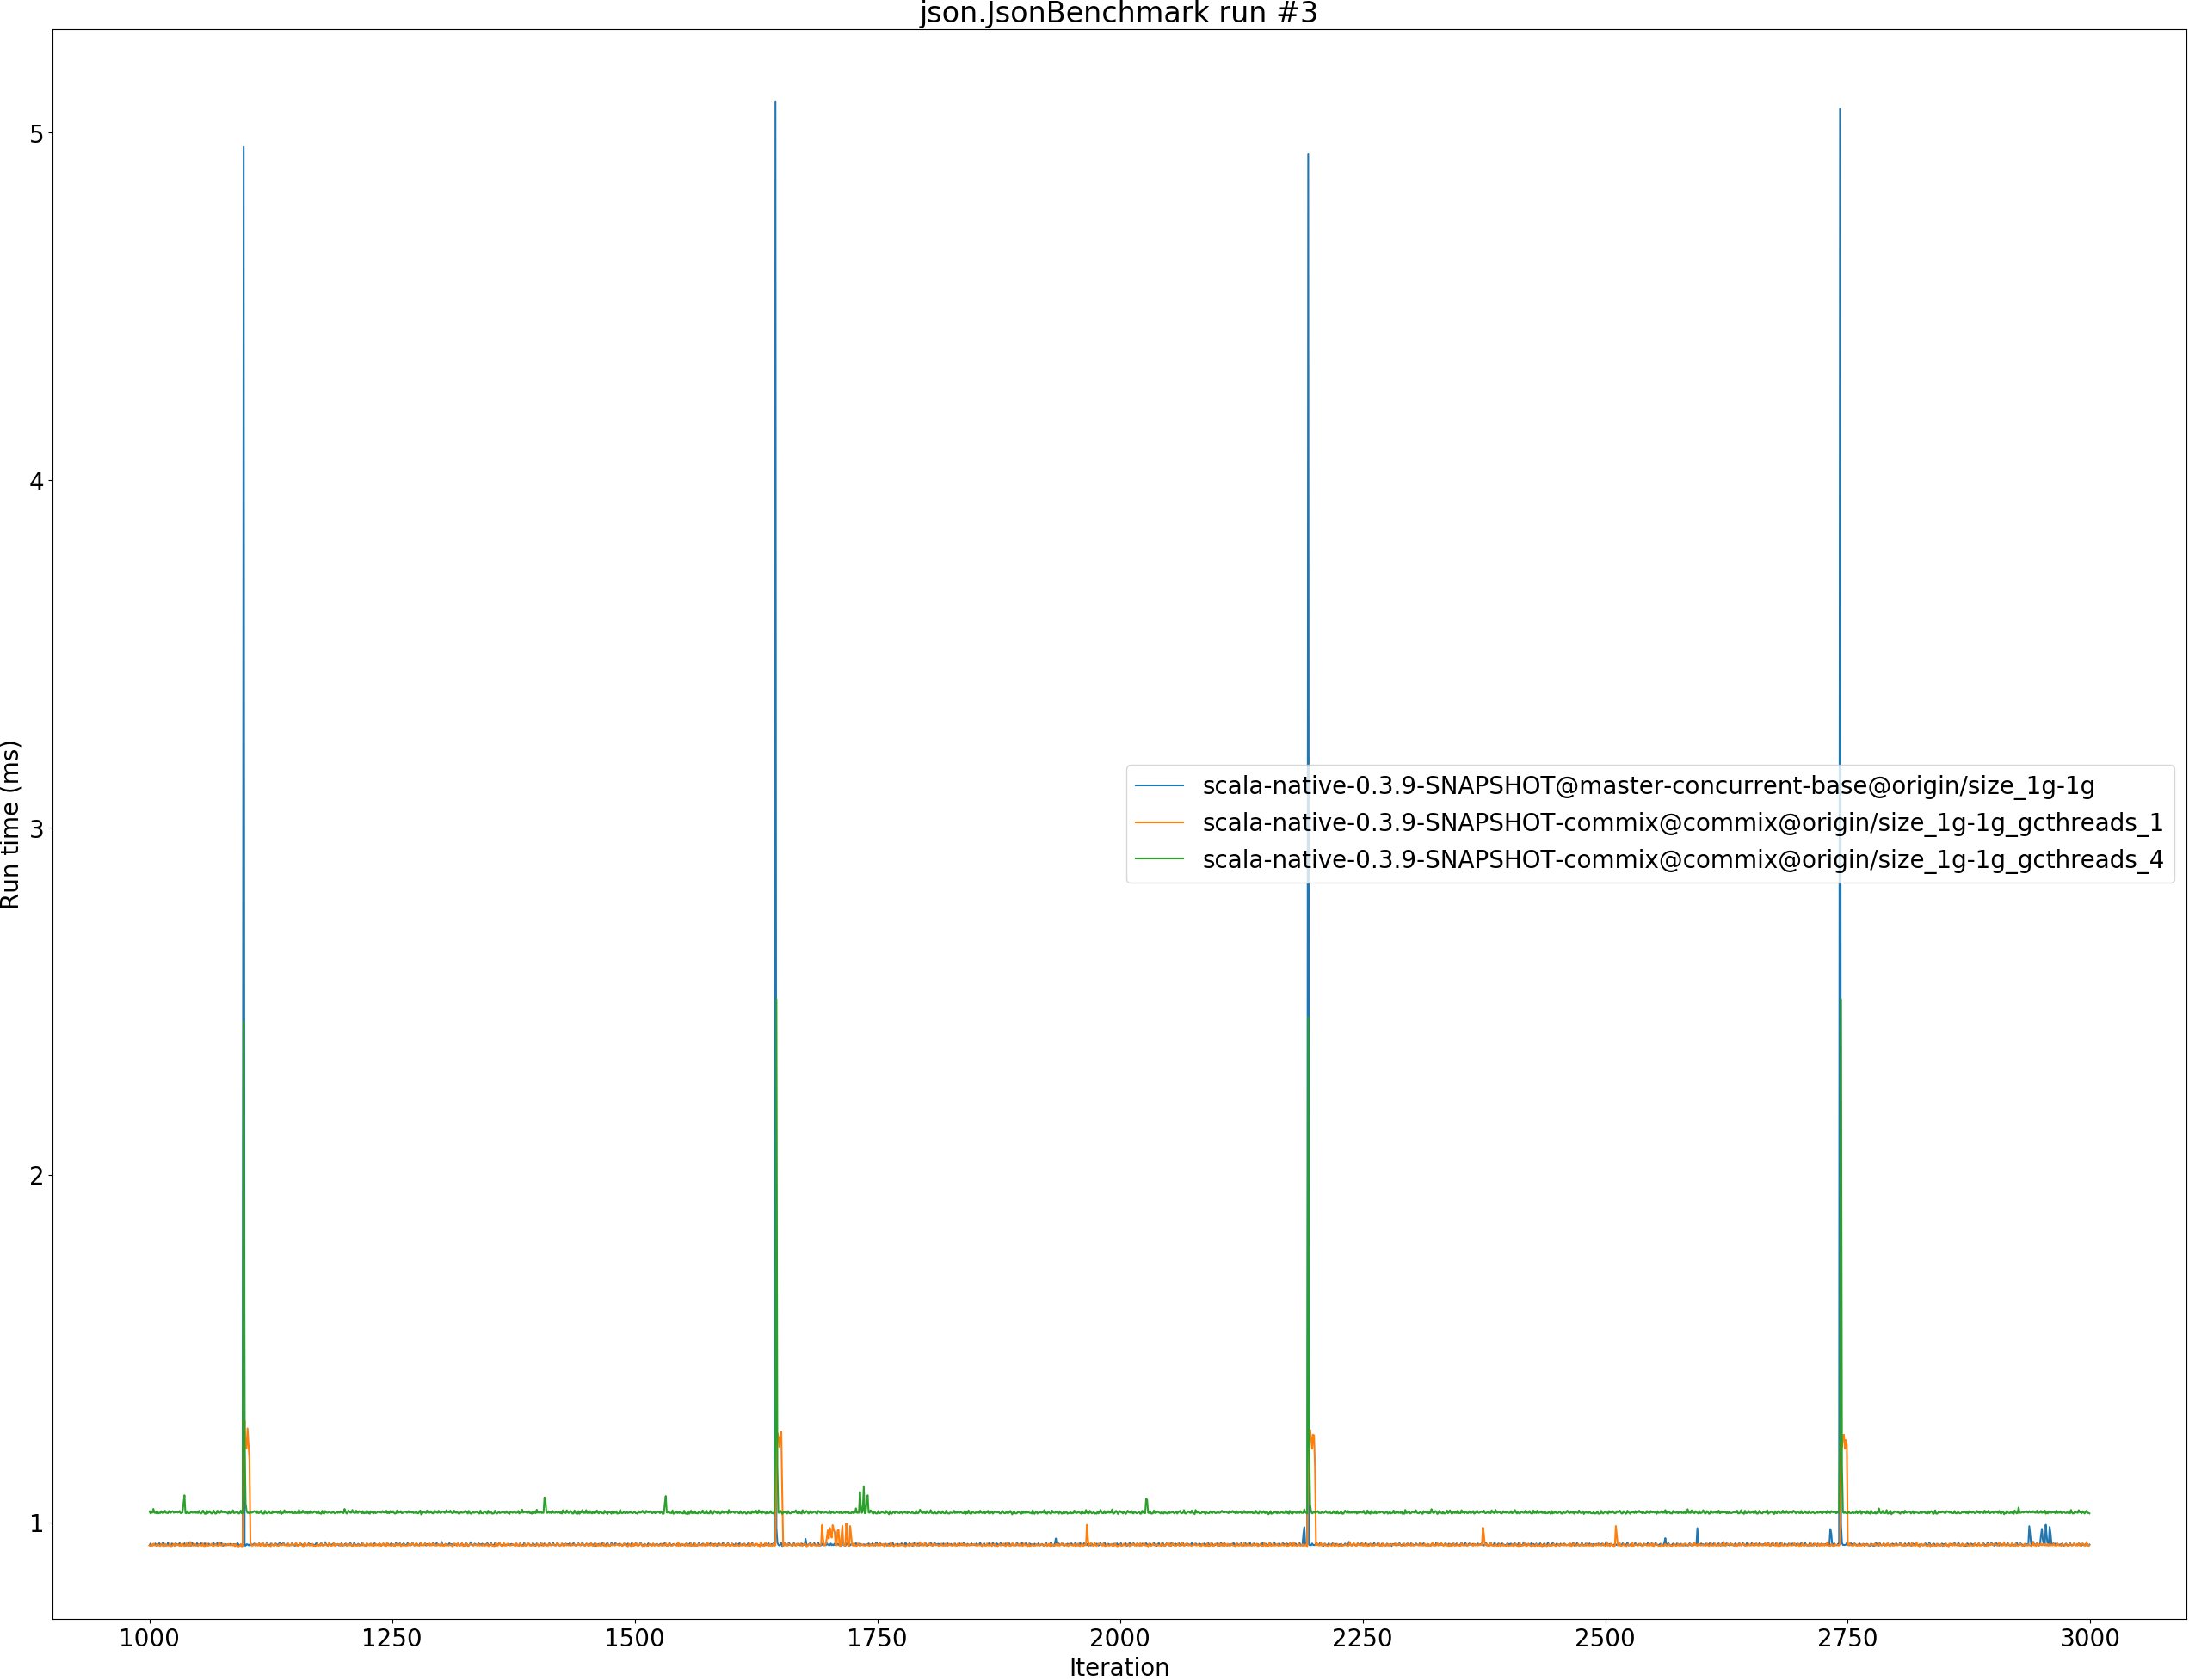 json.JsonBenchmark run #3
5
4
3
2
1
Run time (ms)
scala-native-0.3.9-SNAPSHOT@master-concurrent-base@origin/size_1g-1g
scala-native-0.3.9-SNAPSHOT-commix@commix@origin/size_1g-1g_gcthreads_1
scala-native-0.3.9-SNAPSHOT-commix@commix@origin/size_1g-1g_gcthreads_4
1000 1250 1500 1750 2000 2250 2500 2750 3000
Iteration